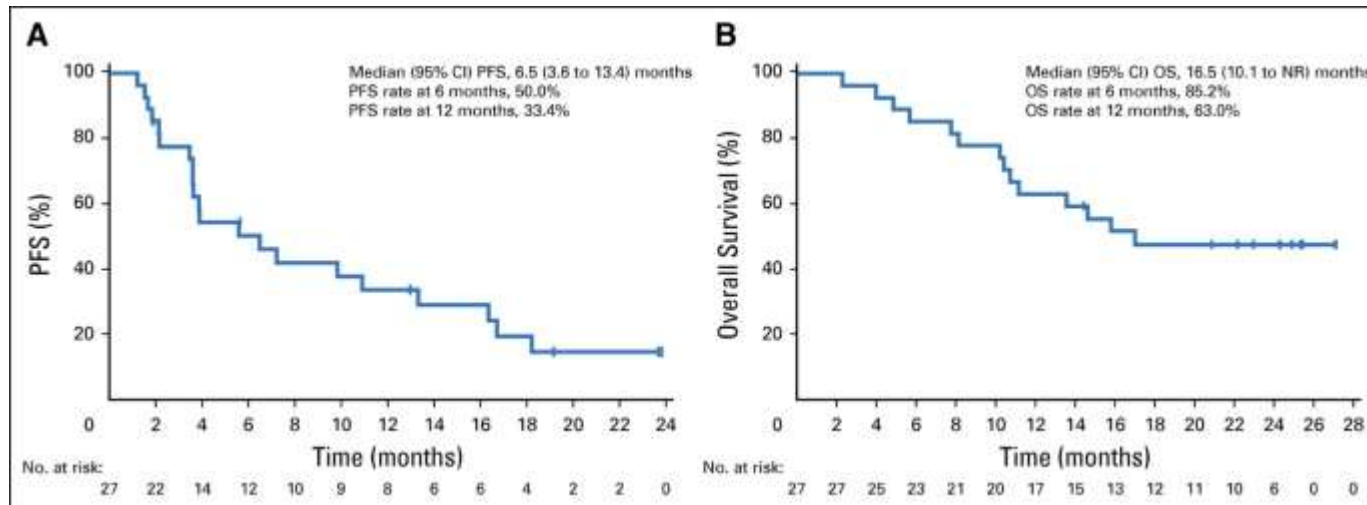 A
Median (95% CI) PFS, 6.5 (3.6 to 13.4) months
PFS rate at 6 months, 50.0%
PFS rate at 12 months, 33.4%
100
80
60
40
20
0
PFS (%)
2 4 6 8 10 12 14 16 18 20 22 24
Time (months)
No. at risk:
27 22 14 12 10 9 8 6 6 4 2 2 0
B
Median (95% CI) OS, 16.5 (10.1 to NR) months
OS rate at 6 months, 85.2%
OS rate at 12 months, 63.0%
100
80
60
40
20
0
Overall Survival (%)
2 4 6 8 10 12 14 16 18 20 22 24 26 28
Time (months)
27 27 25 23 21 20 17 15 13 12 11 10 6 0 0